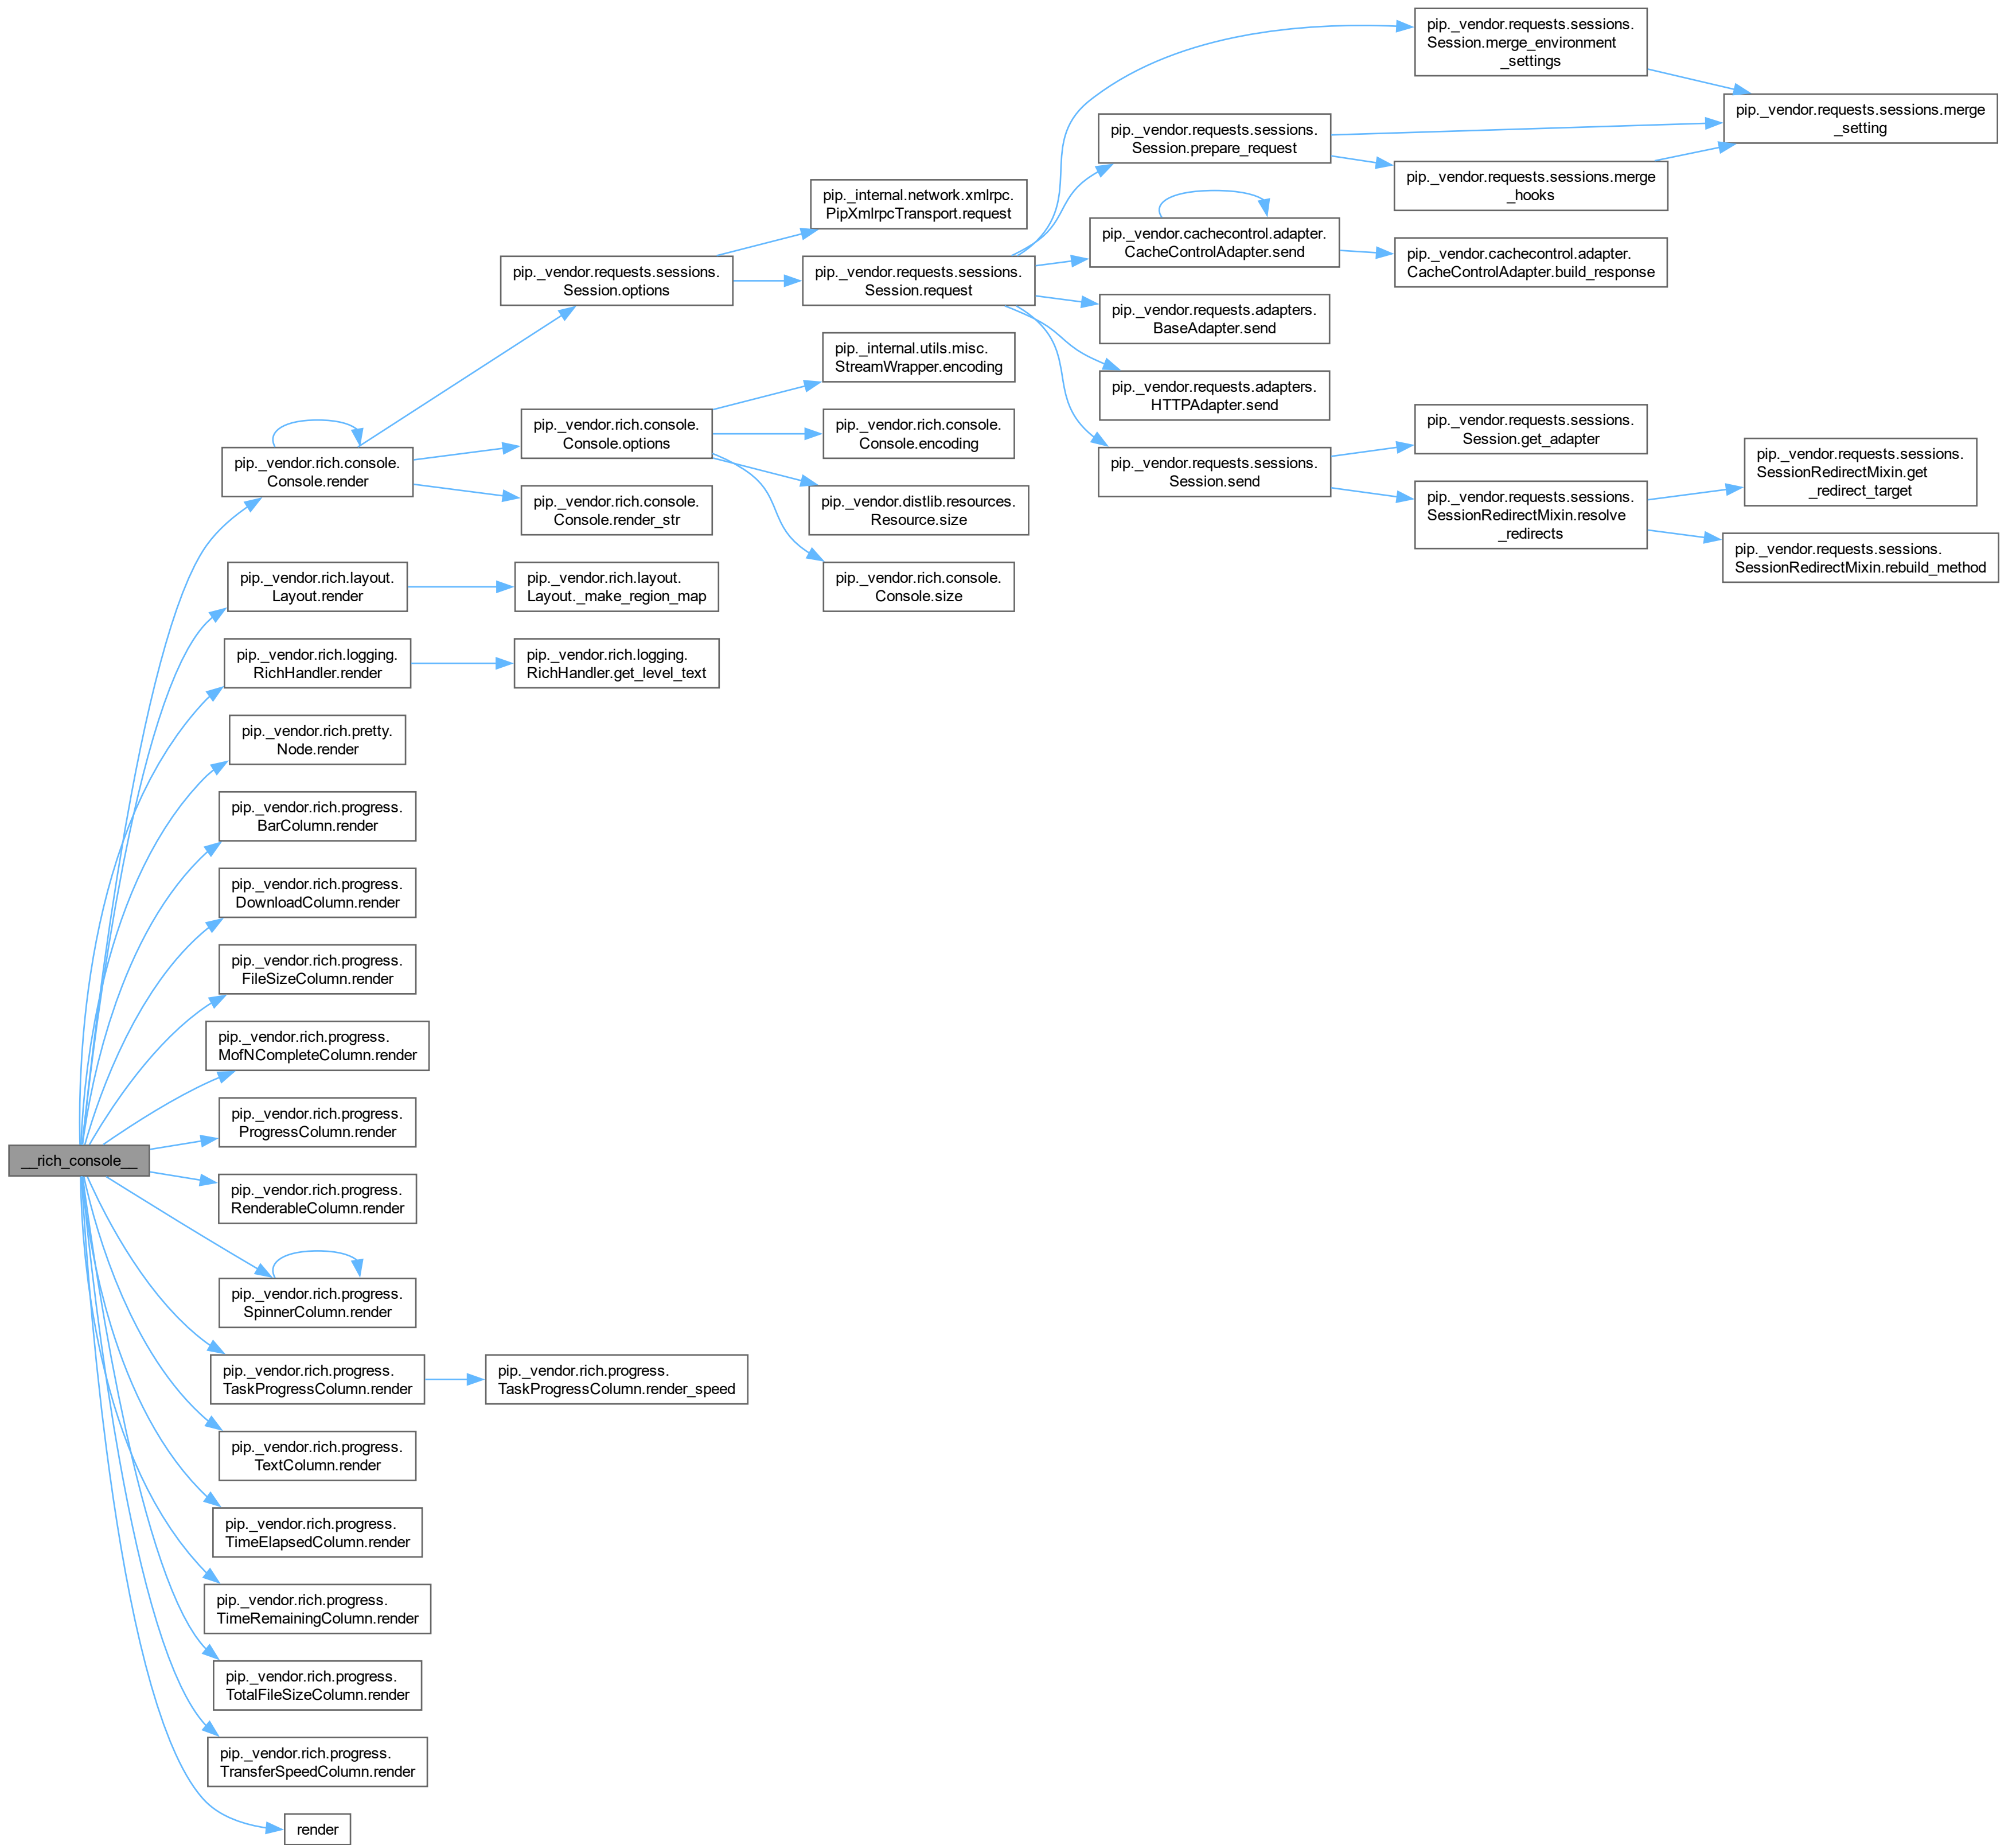 pip._vendor.requests.sessions.
Session.merge_environment
_settings
pip._vendor.requests.sessions.merge
_setting
pip._vendor.requests.sessions.
Session.prepare_request
pip._vendor.requests.sessions.merge
_hooks
pip._internal.network.xmlrpc.
PipXmlrpcTransport.request
pip._vendor.cachecontrol.adapter.
CacheControlAdapter.send
pip._vendor.cachecontrol.adapter.
CacheControlAdapter.build_response
pip._vendor.requests.sessions.
Session.options
pip._vendor.requests.sessions.
Session.request
pip._vendor.requests.adapters.
BaseAdapter.send
pip._internal.utils.misc.
StreamWrapper.encoding
pip._vendor.requests.adapters.
HTTPAdapter.send
pip._vendor.rich.console.
Console.options
pip._vendor.rich.console.
Console.encoding
pip._vendor.requests.sessions.
Session.get_adapter
pip._vendor.rich.console.
Console.render
pip._vendor.requests.sessions.
Session.send
pip._vendor.requests.sessions.
SessionRedirectMixin.get
_redirect_target
pip._vendor.rich.console.
Console.render_str
pip._vendor.distlib.resources.
Resource.size
pip._vendor.requests.sessions.
SessionRedirectMixin.resolve
_redirects
pip._vendor.requests.sessions.
SessionRedirectMixin.rebuild_method
pip._vendor.rich.layout.
Layout.render
pip._vendor.rich.layout.
Layout._make_region_map
pip._vendor.rich.console.
Console.size
pip._vendor.rich.logging.
RichHandler.render
pip._vendor.rich.logging.
RichHandler.get_level_text
pip._vendor.rich.pretty.
Node.render
pip._vendor.rich.progress.
BarColumn.render
pip._vendor.rich.progress.
DownloadColumn.render
pip._vendor.rich.progress.
FileSizeColumn.render
pip._vendor.rich.progress.
MofNCompleteColumn.render
pip._vendor.rich.progress.
ProgressColumn.render
__rich_console__
pip._vendor.rich.progress.
RenderableColumn.render
pip._vendor.rich.progress.
SpinnerColumn.render
pip._vendor.rich.progress.
TaskProgressColumn.render
pip._vendor.rich.progress.
TaskProgressColumn.render_speed
pip._vendor.rich.progress.
TextColumn.render
pip._vendor.rich.progress.
TimeElapsedColumn.render
pip._vendor.rich.progress.
TimeRemainingColumn.render
pip._vendor.rich.progress.
TotalFileSizeColumn.render
pip._vendor.rich.progress.
TransferSpeedColumn.render
render